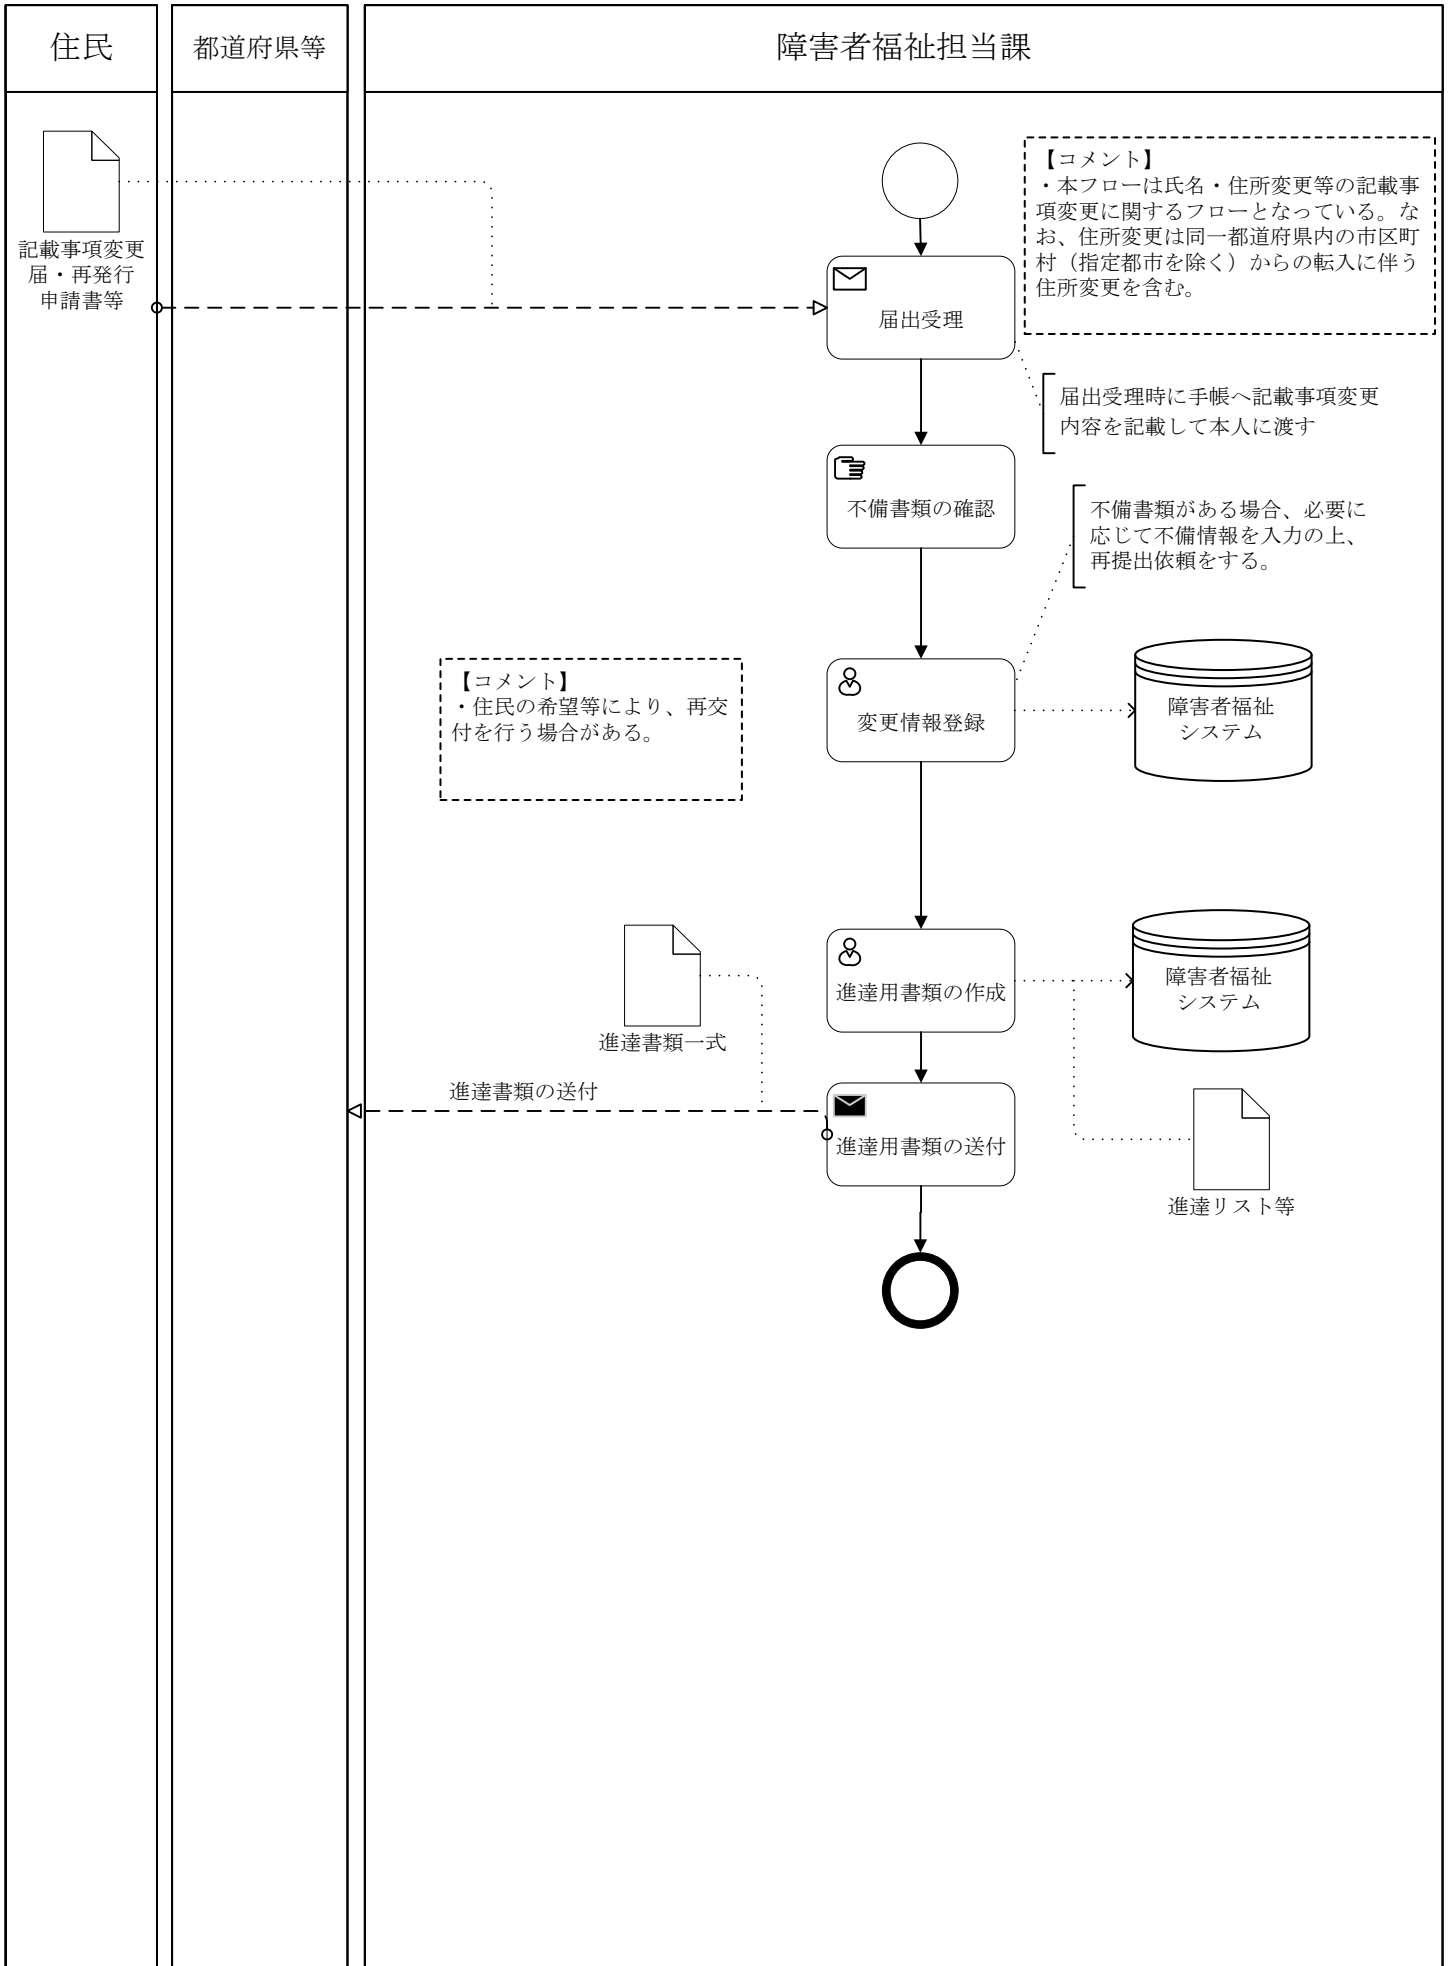 住民
都道府県等
障害者福祉担当課
記載事項変更
届・再発行
申請書等
【コメント】
・本フローは氏名・住所変更等の記載事
項変更に関するフローとなっている。な
お、住所変更は同一都道府県内の市区町
村（指定都市を除く）からの転入に伴う
住所変更を含む。
届出受理
届出受理時に手帳へ記載事項変更
内容を記載して本人に渡す
不備書類の確認
不備書類がある場合、必要に
応じて不備情報を入力の上、
再提出依頼をする。
【コメント】
・住民の希望等により、再交
付を行う場合がある。
変更情報登録
障害者福祉
システム
進達書類一式
進達用書類の作成
障害者福祉
システム
進達書類の送付
進達用書類の送付
進達リスト等